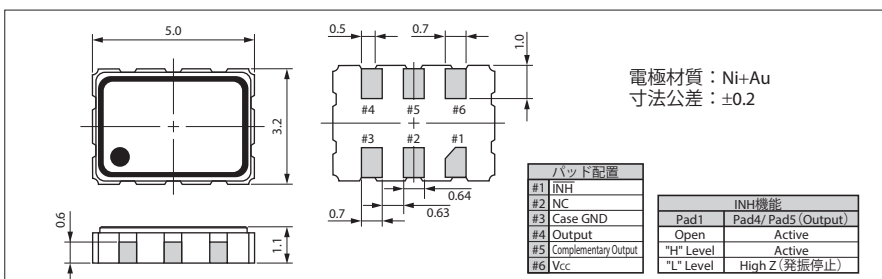 5.0
3.2
0.6
1.1
0.5
0.7
1.0
#4
#5
#6
#3
#2
#1
0.64
0.63
0.7
電極材質：Ni+Au
寸法公差：±0.2
パッド配置
#1 INH
#2 NC
#3 Case GND
#4 Output
#5 Complementary Output
#6 Vcc
INH機能
Pad1 Pad4/ Pad5（Output）
Open Active
"H" Level Active
"L" Level High Z（発振停止）